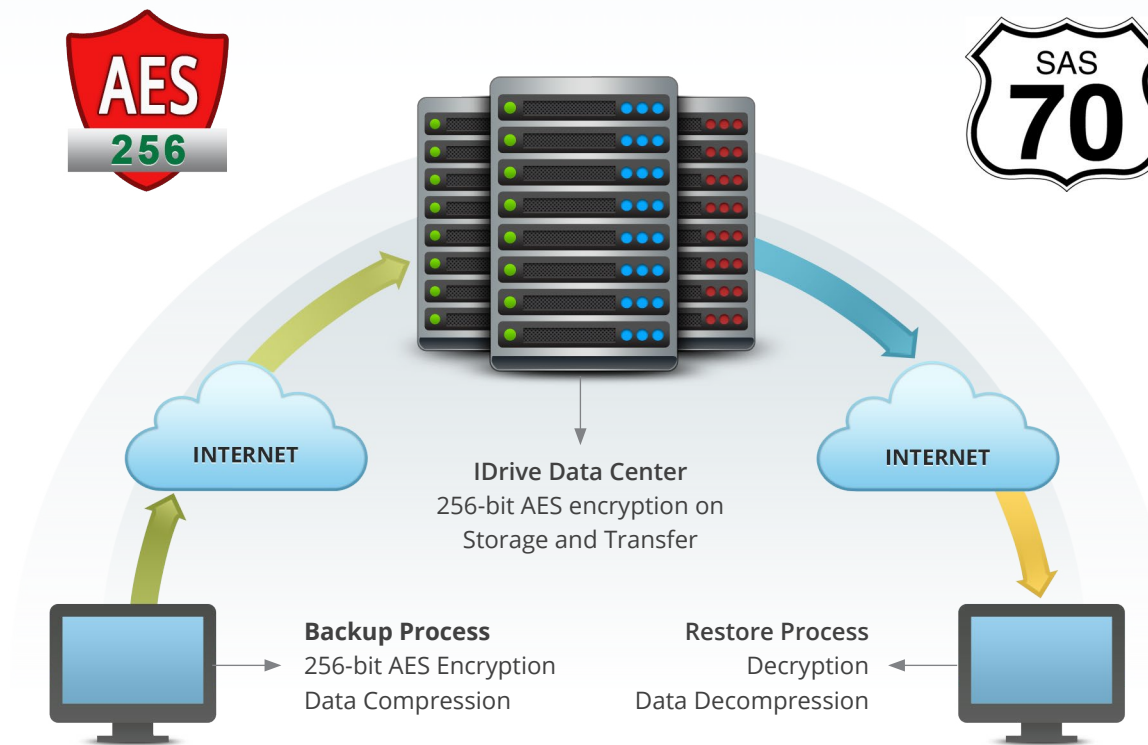 AES
256
SAS
70
INTERNET
INTERNET
IDrive Data Center
256-bit AES encryption on
Storage and Transfer
Backup Process
256-bit AES Encryption
Data Compression
Restore Process
Decryption
Data Decompression